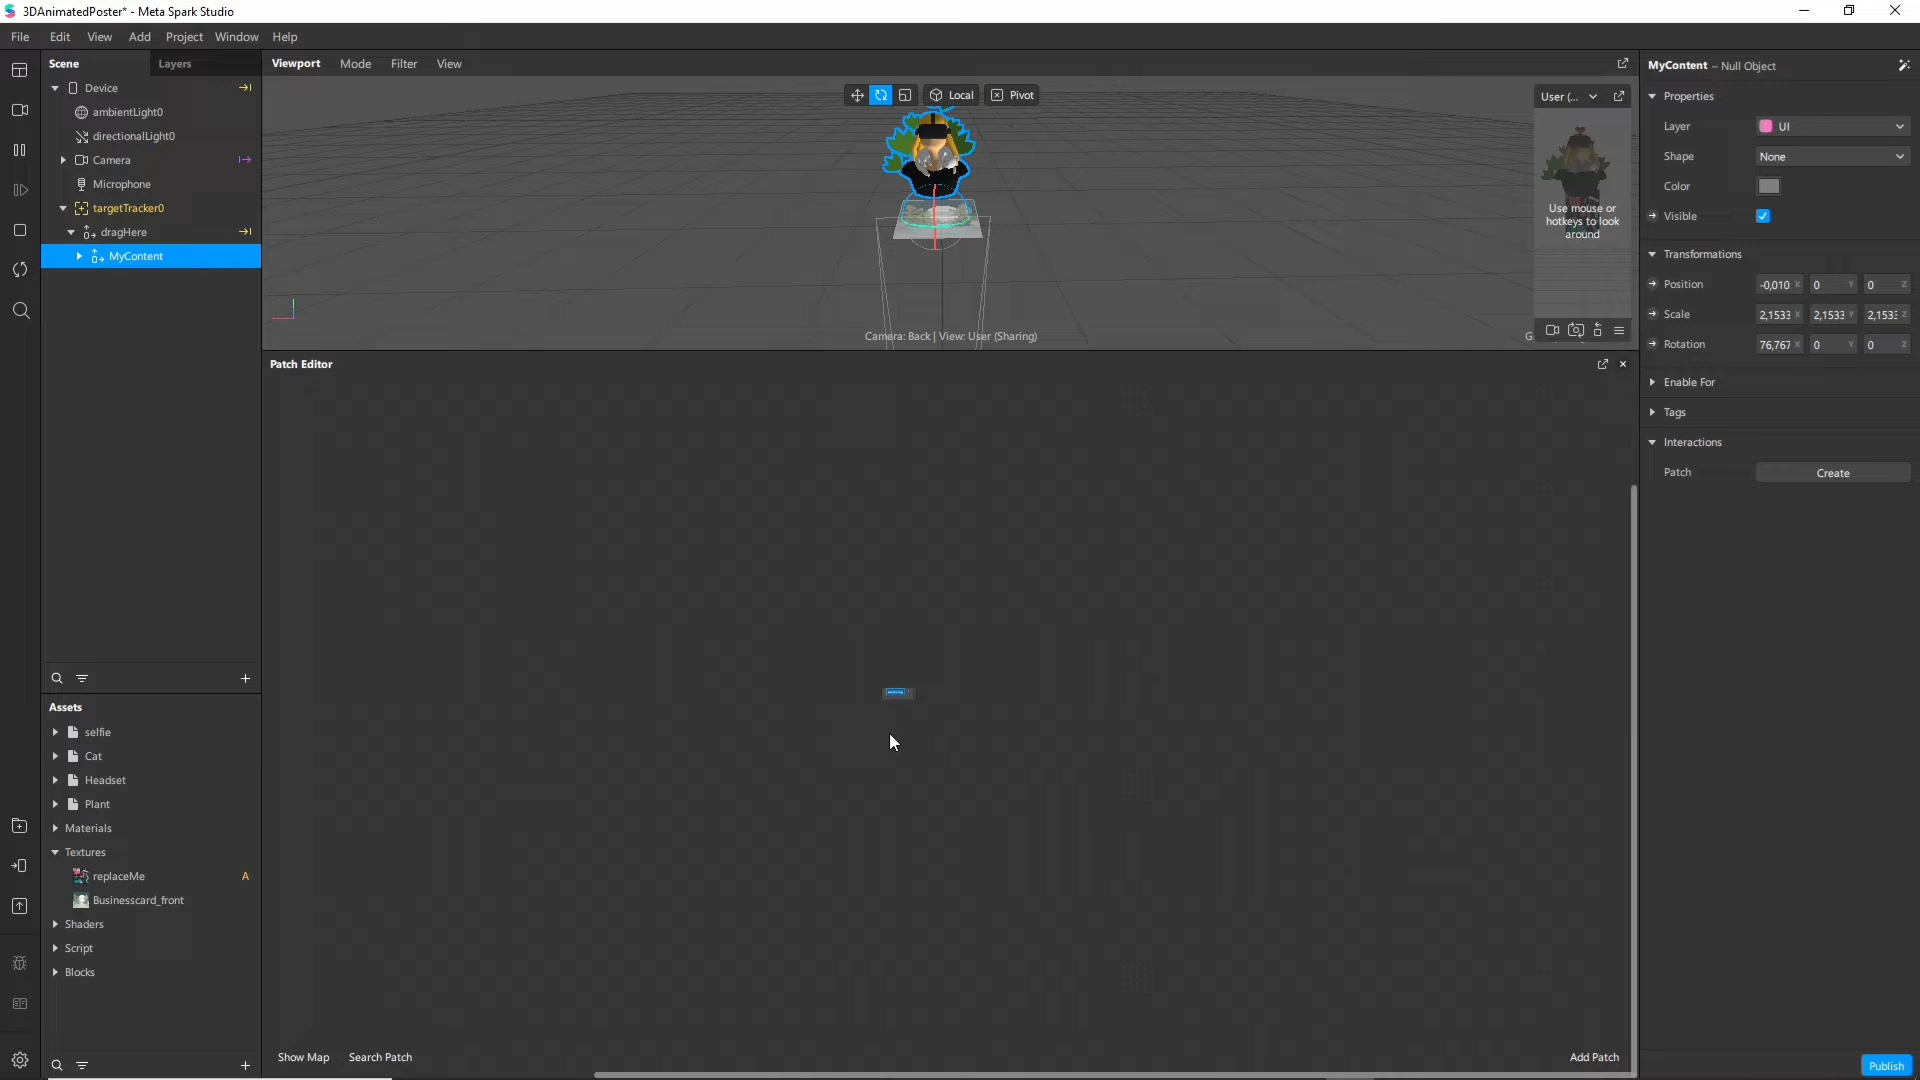 3DAnimatedPoster* - Meta Spark Studio
File Edit View Add Project Window Help
Scene Layers
Device
ambientLight0
directionalLight0
Camera
Microphone
targetTracker0
dragHere
MyContent
Assets
selfie
Cat
Headset
Plant
Materials
Textures
replaceMe A
Businesscard_front
Shaders
Script
Blocks
Viewport Mode Filter View
Local Pivot
User (...
Use mouse or
hotkeys to look
around
Camera: Back | View: User (Sharing)
Patch Editor
Show Map Search Patch Add Patch
MyContent – Null Object
Properties
Layer UI
Shape None
Color
Visible
Transformations
Position -0,010 X 0 Y 0 Z
Scale 2,1533 X 2,1533 Y 2,1533 Z
Rotation 76,767 X 0 Y 0 Z
Enable For
Tags
Interactions
Patch Create
Publish